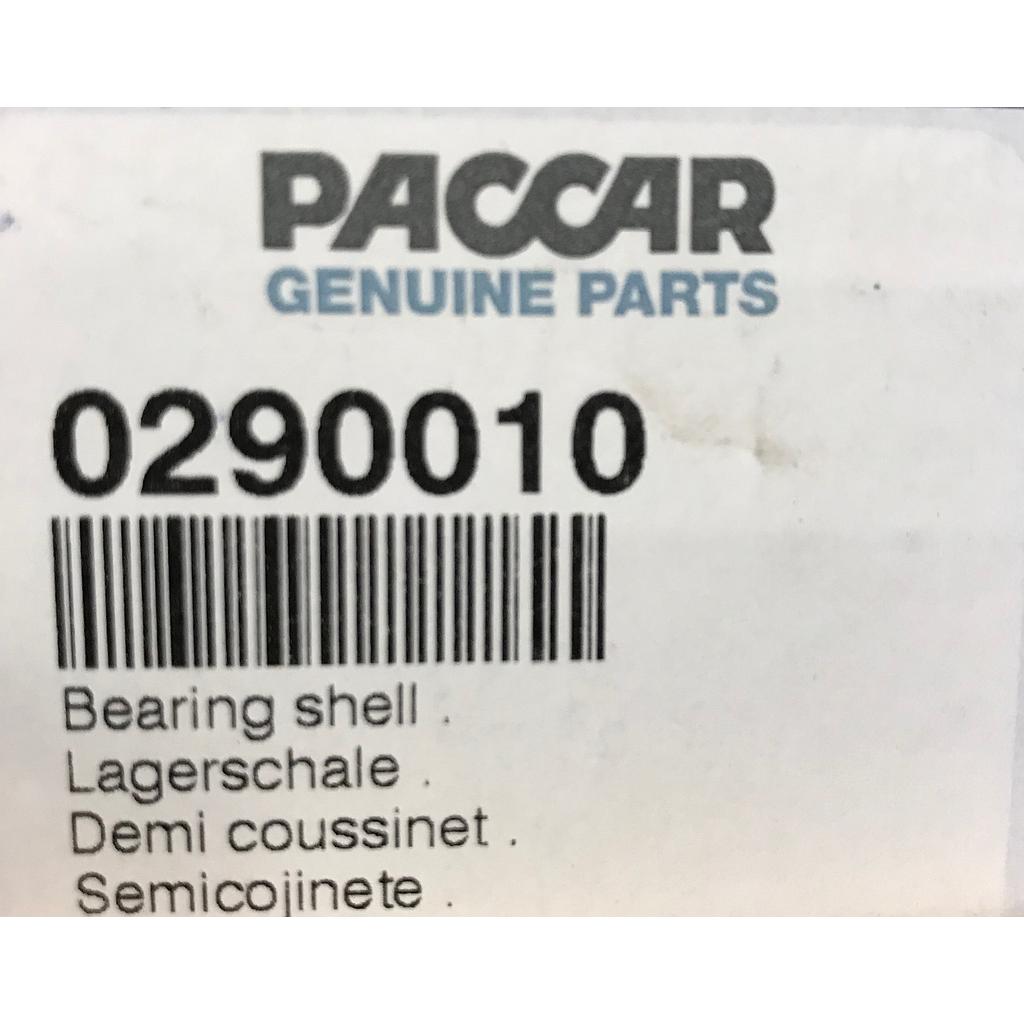 PACCAR
GENUINE PARTS
0290010
Bearing shell .
Lagerschale .
Demi coussinet .
Semicojinete .